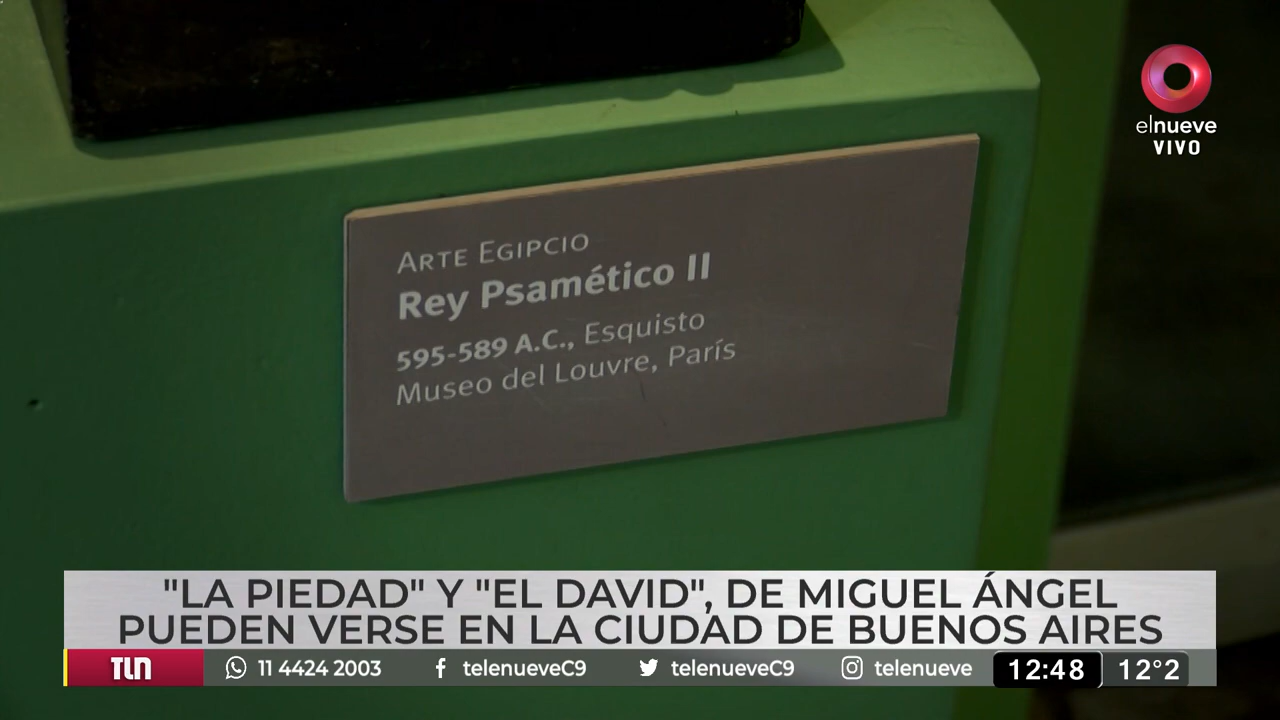 elnueve
VIVO
ARTE EGIPCIO
Rey Psamético II
595-589 A.C., Esquisto
Museo del Louvre, París
"LA PIEDAD" Y "EL DAVID", DE MIGUEL ÁNGEL
PUEDEN VERSE EN LA CIUDAD DE BUENOS AIRES
TLN 11 4424 2003 telenueveC9 telenueveC9 telenueve 12:48 12°2